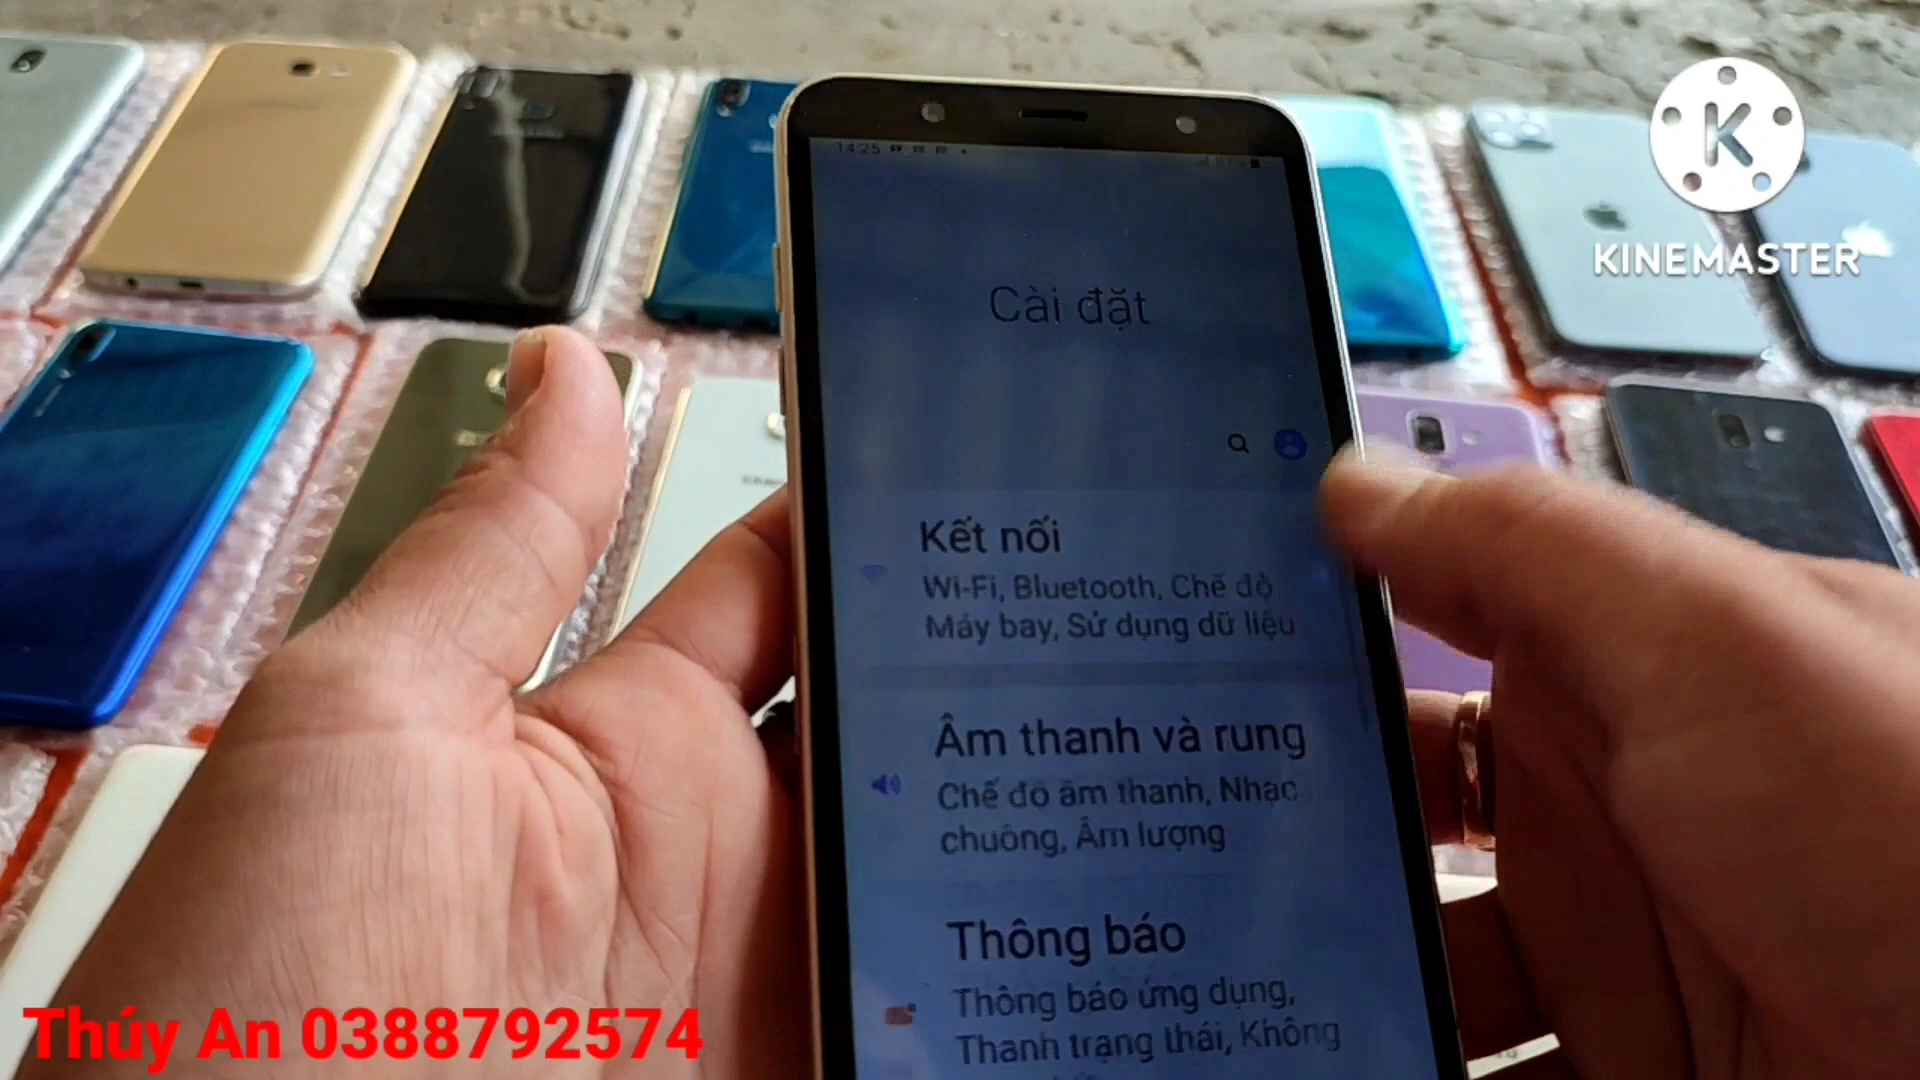 14:25
K
KINEMASTER
Cài đặt
Kết nối
Wi-Fi, Bluetooth, Chế độ
Máy bay, Sử dụng dữ liệu
Âm thanh và rung
Chế độ âm thanh, Nhạc
chuông, Âm lượng
Thông báo
Thông báo ứng dụng,
Thanh trạng thái, Không
Thúy An 0388792574